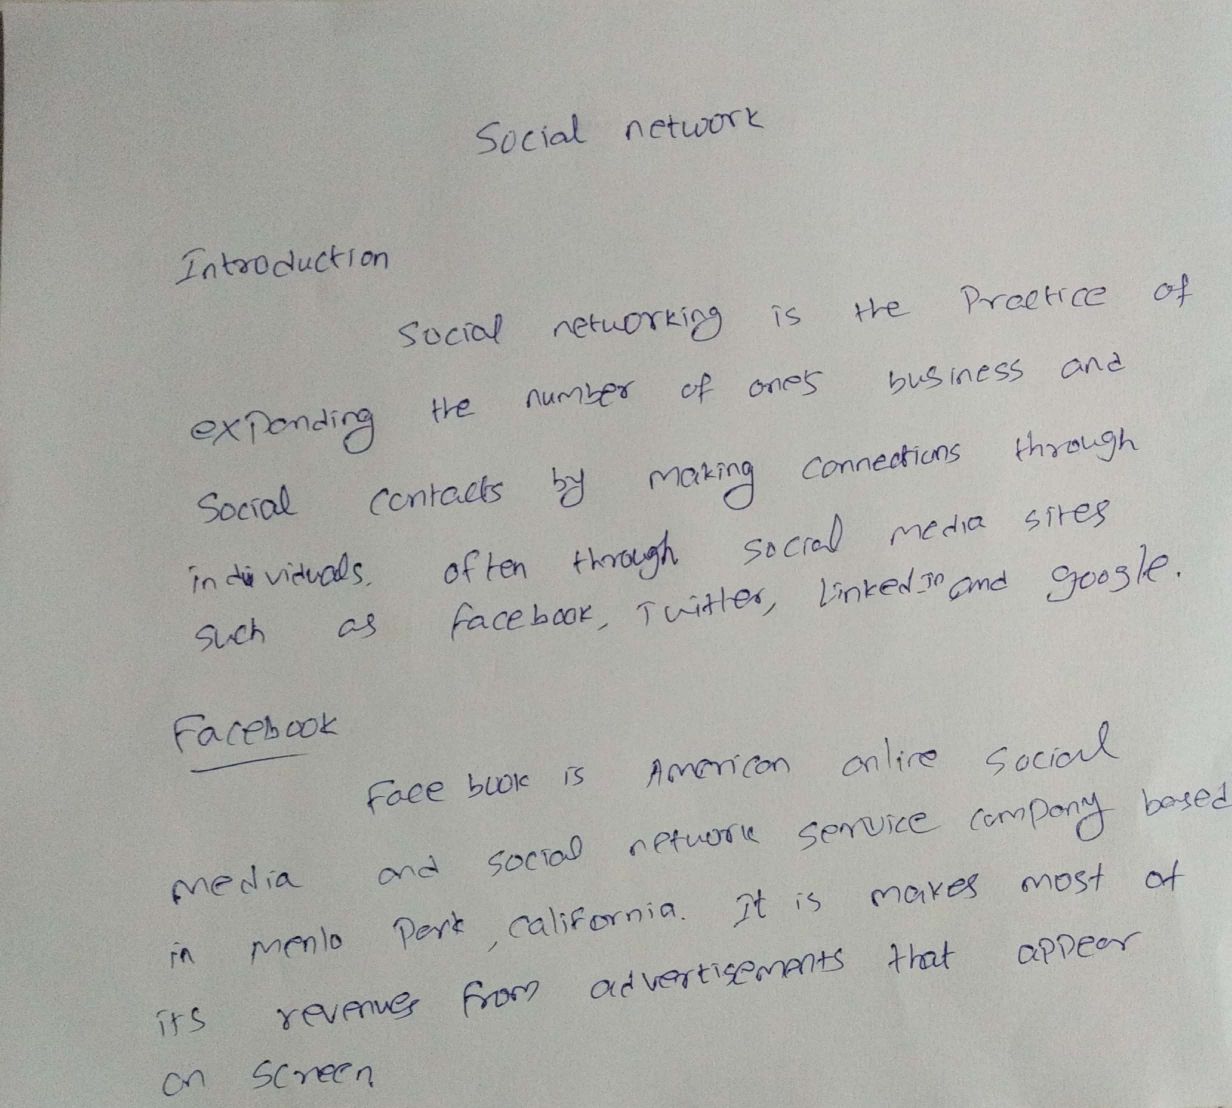 Social network
Introduction
Social networking is the Practice of
expanding the number of one's business and
Social contacts by making connections through
individuals. often through social media sites
such as facebook, Twitter, Linked In and google.
Facebook
Face book is American online social
media and social network service company based
in menlo Park, California. It is makes most of
its revenues from advertisements that appear
on screen